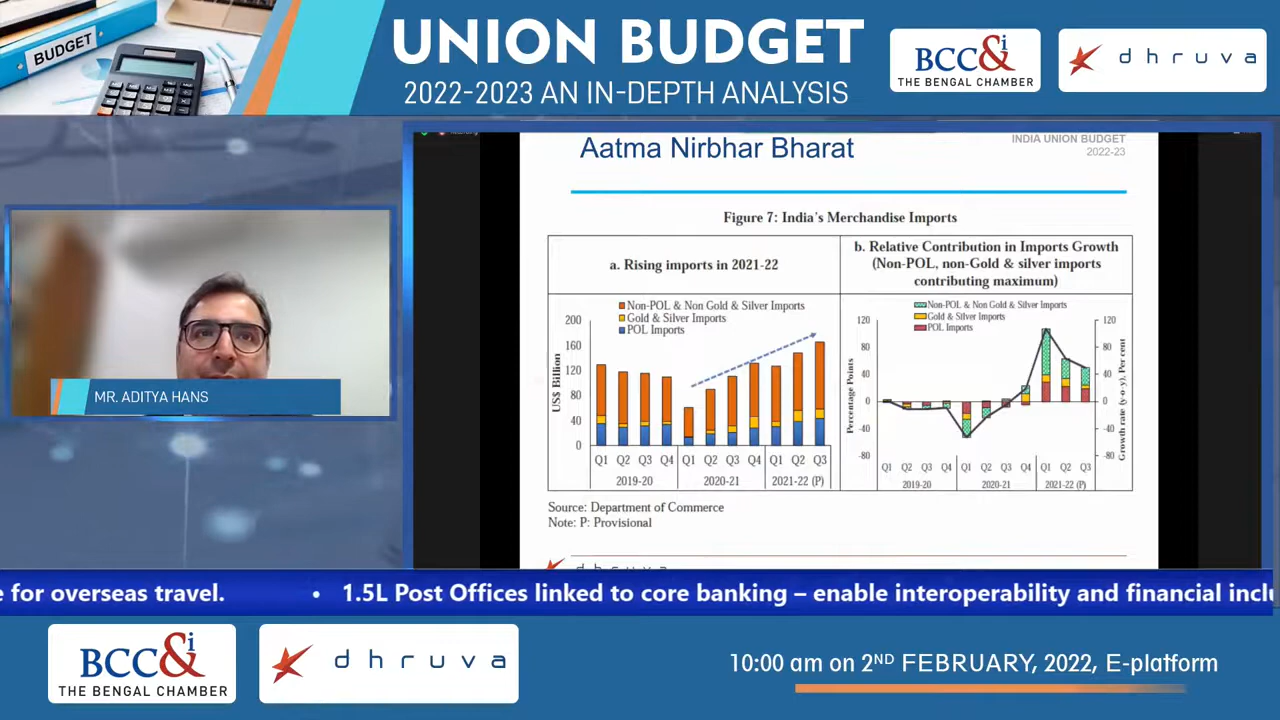 BUDGET
UNION BUDGET
2022-2023 AN IN-DEPTH ANALYSIS
BCC&i
THE BENGAL CHAMBER
dhruva
Aatma Nirbhar Bharat
INDIA UNION BUDGET
2022-23
Figure 7: India's Merchandise Imports
a. Rising imports in 2021-22
b. Relative Contribution in Imports Growth
(Non-POL, non-Gold & silver imports
contributing maximum)
Non-POL & Non Gold & Silver Imports
Gold & Silver Imports
POL Imports
US$ Billion
200
160
120
80
40
0
Q1 Q2 Q3 Q4 Q1 Q2 Q3 Q4 Q1 Q2 Q3
2019-20 2020-21 2021-22 (P)
Non-POL & Non Gold & Silver Imports
Gold & Silver Imports
POL Imports
Percentage Points
120
80
40
0
-40
-80
120
80
40
0
-40
-80
Growth rate (y-o-y), Per cent
Q1 Q2 Q3 Q4 Q1 Q2 Q3 Q4 Q1 Q2 Q3
2019-20 2020-21 2021-22 (P)
Source: Department of Commerce
Note: P: Provisional
dhruva
MR. ADITYA HANS
e for overseas travel. • 1.5L Post Offices linked to core banking – enable interoperability and financial inclu
BCC&i
THE BENGAL CHAMBER
dhruva
10:00 am on 2ND FEBRUARY, 2022, E-platform